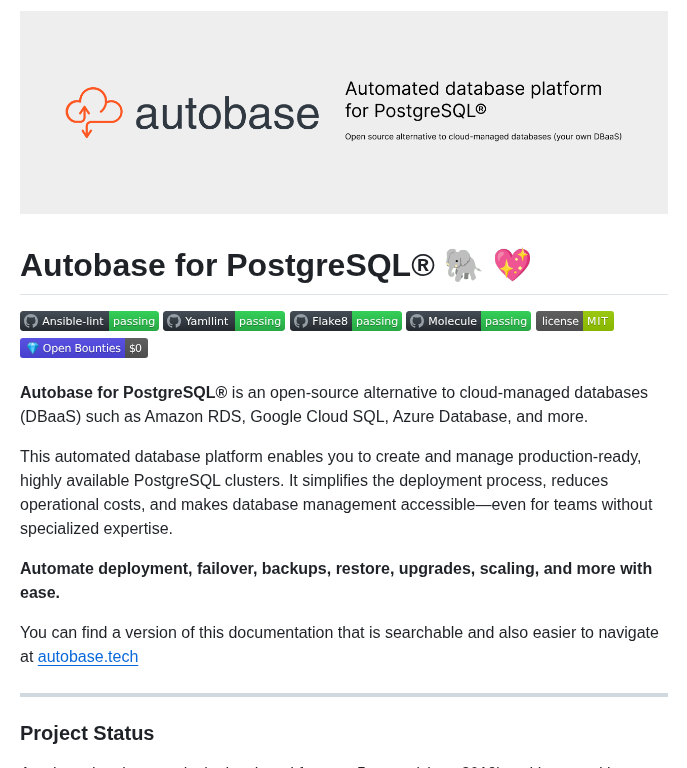 autobase
Automated database platform
for PostgreSQL®
Open source alternative to cloud-managed databases (your own DBaaS)
Autobase for PostgreSQL® 🐘 💖
Ansible-lint passing Yamllint passing Flake8 passing Molecule passing license MIT
Open Bounties $0
Autobase for PostgreSQL® is an open-source alternative to cloud-managed databases
(DBaaS) such as Amazon RDS, Google Cloud SQL, Azure Database, and more.
This automated database platform enables you to create and manage production-ready,
highly available PostgreSQL clusters. It simplifies the deployment process, reduces
operational costs, and makes database management accessible—even for teams without
specialized expertise.
Automate deployment, failover, backups, restore, upgrades, scaling, and more with
ease.
You can find a version of this documentation that is searchable and also easier to navigate
at autobase.tech
Project Status